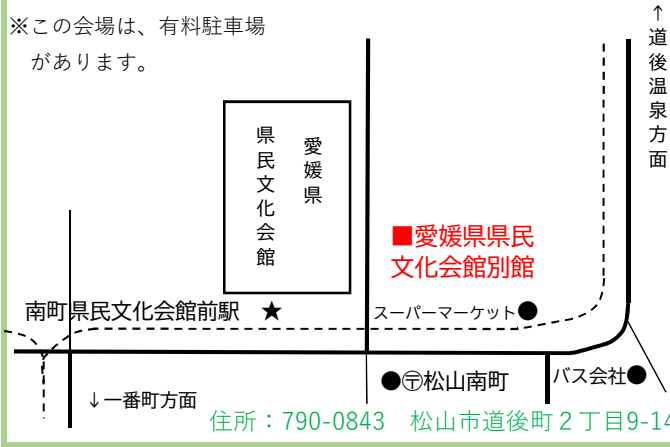 ※この会場は、有料駐車場
があります。
↑道後温泉方面
愛媛県
県民文化会館
■愛媛県県民
文化会館別館
南町県民文化会館前駅 ★
スーパーマーケット●
●〶松山南町
バス会社●
↓一番町方面
住所：790-0843 松山市道後町２丁目9-14